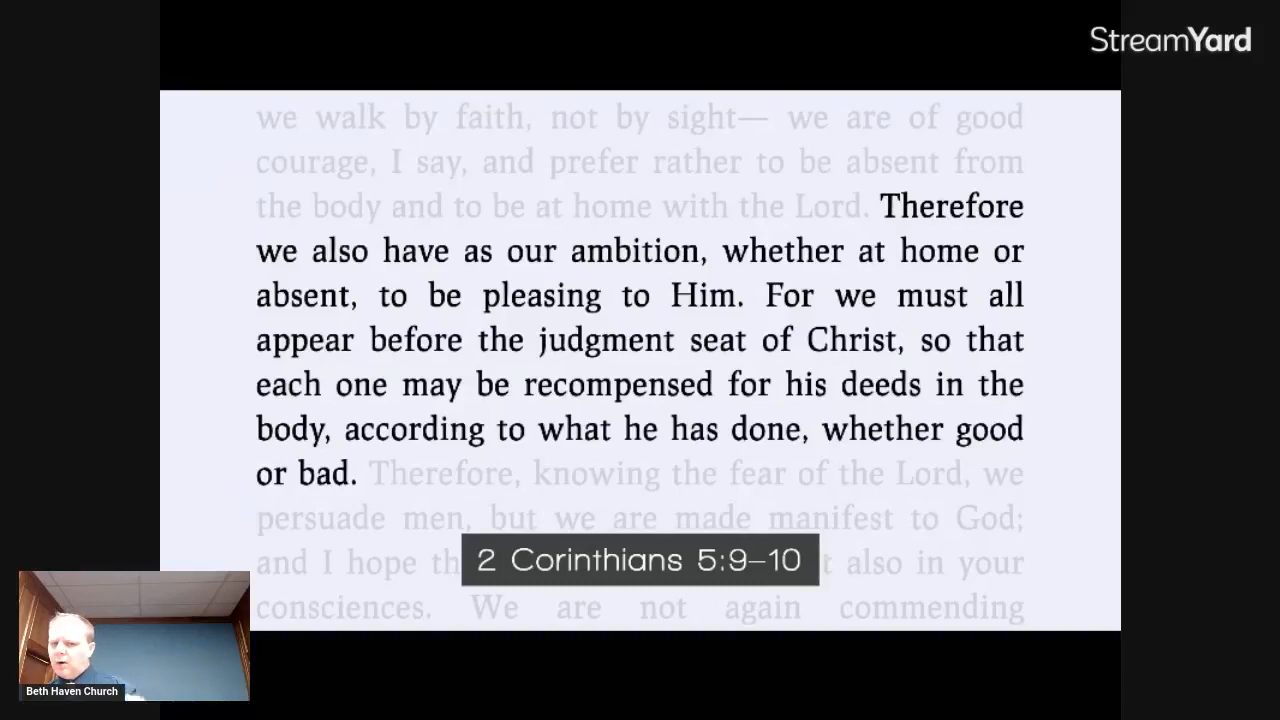 StreamYard
we walk by faith, not by sight— we are of good
courage, I say, and prefer rather to be absent from
the body and to be at home with the Lord. Therefore
we also have as our ambition, whether at home or
absent, to be pleasing to Him. For we must all
appear before the judgment seat of Christ, so that
each one may be recompensed for his deeds in the
body, according to what he has done, whether good
or bad. Therefore, knowing the fear of the Lord, we
persuade men, but we are made manifest to God;
and I hope also in your
2 Corinthians 5:9–10
consciences. We are not again commending
Beth Haven Church